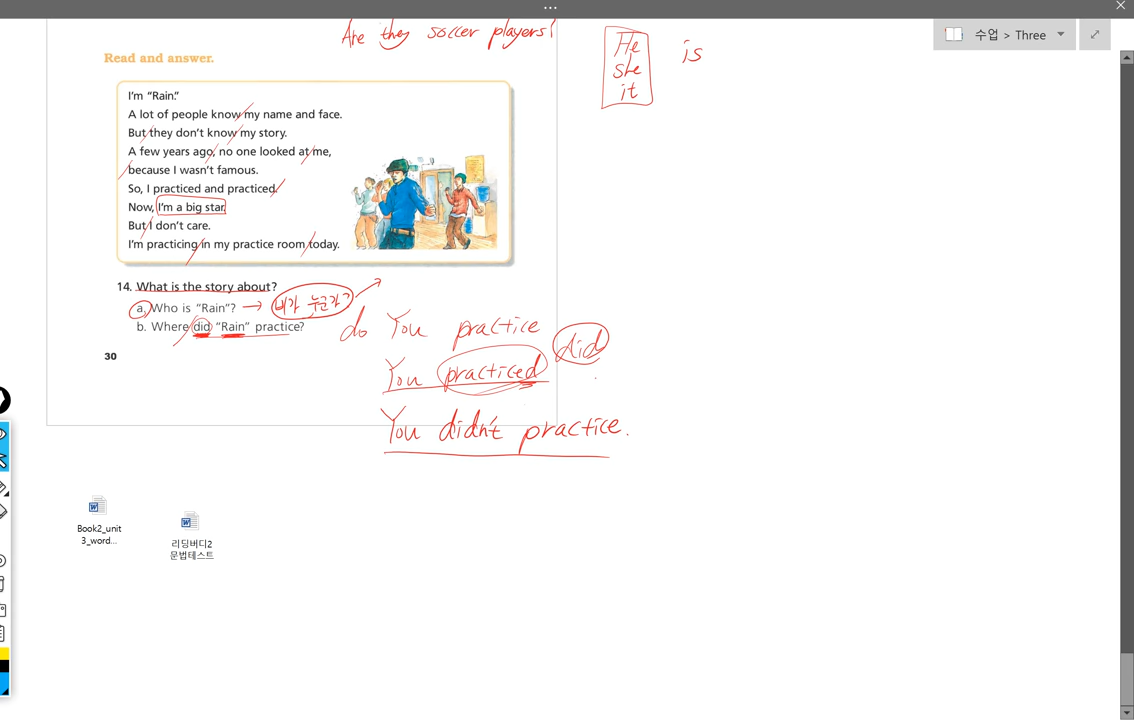 Are they soccer players?
수업 > Three
He
she
it
is
Read and answer.
I'm "Rain."
A lot of people know my name and face.
But they don't know my story.
A few years ago, no one looked at me,
because I wasn't famous.
So, I practiced and practiced.
Now, I'm a big star.
But I don't care.
I'm practicing in my practice room today.
14. What is the story about?
a. Who is "Rain"?
비가 누군가?
b. Where did "Rain" practice?
do You practice
You practiced
did
You didn't practice.
30
Book2_unit
3_word...
리딩버디2
문법테스트